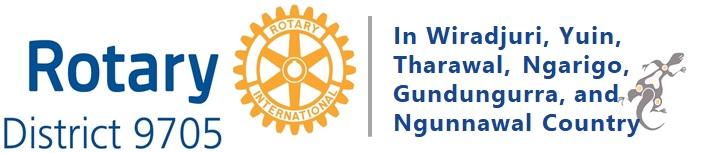 Rotary
District 9705
ROTARY
INTERNATIONAL
In Wiradjuri, Yuin,
Tharawal, Ngarigo,
Gundungurra, and
Ngunnawal Country